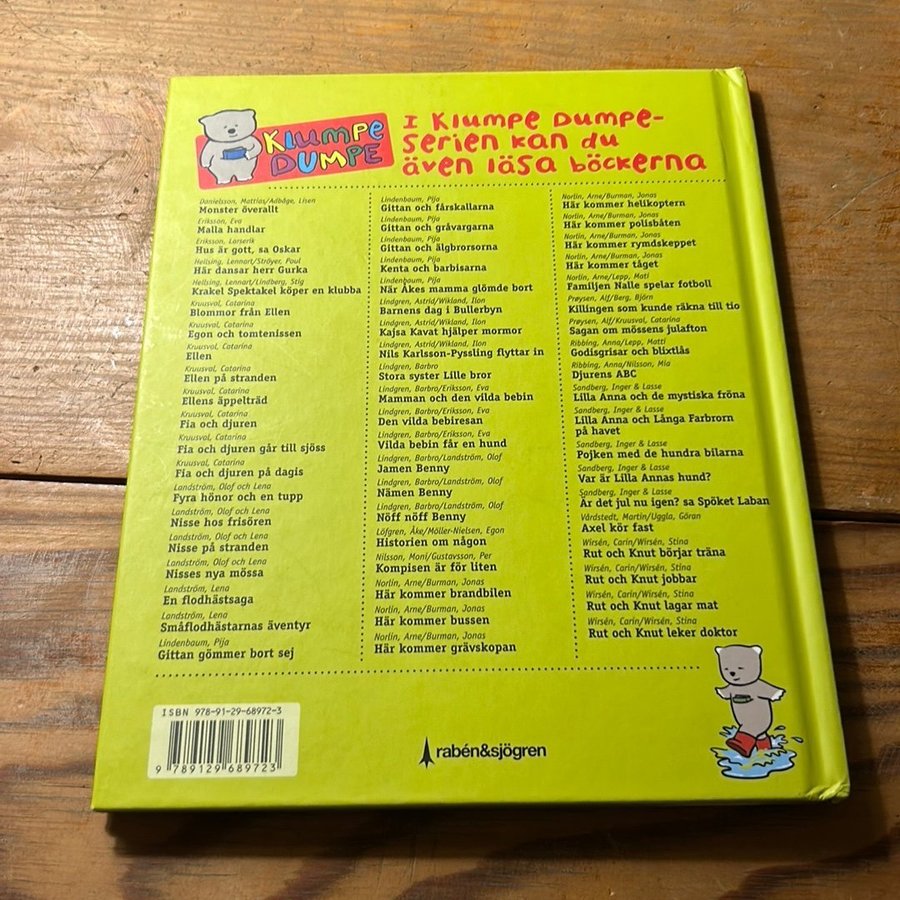 KLUMPE
DUMPE
I KLUMPE DUMPE-
serien kan du
även läsa böckerna
Danielsson, Mattias/Adbåge, Lisen
Monster överallt
Eriksson, Eva
Malla handlar
Eriksson, Larserik
Hus är gott, sa Oskar
Hellsing, Lennart/Ströyer, Poul
Här dansar herr Gurka
Hellsing, Lennart/Lindberg, Stig
Krakel Spektakel köper en klubba
Kruusval, Catarina
Blommor från Ellen
Kruusval, Catarina
Egon och tomtenissen
Kruusval, Catarina
Ellen
Kruusval, Catarina
Ellen på stranden
Kruusval, Catarina
Ellens äppelträd
Kruusval, Catarina
Fia och djuren
Kruusval, Catarina
Fia och djuren går till sjöss
Kruusval, Catarina
Fia och djuren på dagis
Landström, Olof och Lena
Fyra hönor och en tupp
Landström, Olof och Lena
Nisse hos frisören
Landström, Olof och Lena
Nisse på stranden
Landström, Olof och Lena
Nisses nya mössa
Landström, Lena
En flodhästsaga
Landström, Lena
Småflodhästarnas äventyr
Lindenbaum, Pija
Gittan gömmer bort sej
Lindenbaum, Pija
Gittan och fårskallarna
Lindenbaum, Pija
Gittan och gråvargarna
Lindenbaum, Pija
Gittan och älgbrorsorna
Lindenbaum, Pija
Kenta och barbisarna
Lindenbaum, Pija
När Åkes mamma glömde bort
Lindgren, Astrid/Wikland, Ilon
Barnens dag i Bullerbyn
Lindgren, Astrid/Wikland, Ilon
Kajsa Kavat hjälper mormor
Lindgren, Astrid/Wikland, Ilon
Nils Karlsson-Pyssling flyttar in
Lindgren, Barbro
Stora syster Lille bror
Lindgren, Barbro/Eriksson, Eva
Mamman och den vilda bebin
Lindgren, Barbro/Eriksson, Eva
Den vilda bebiresan
Lindgren, Barbro/Eriksson, Eva
Vilda bebin får en hund
Lindgren, Barbro/Landström, Olof
Jamen Benny
Lindgren, Barbro/Landström, Olof
Nämen Benny
Lindgren, Barbro/Landström, Olof
Nöff nöff Benny
Löfgren, Åke/Möller-Nielsen, Egon
Historien om någon
Nilsson, Moni/Gustavsson, Per
Kompisen är för liten
Norlin, Arne/Burman, Jonas
Här kommer brandbilen
Norlin, Arne/Burman, Jonas
Här kommer bussen
Norlin, Arne/Burman, Jonas
Här kommer grävskopan
Norlin, Arne/Burman, Jonas
Här kommer helikoptern
Norlin, Arne/Burman, Jonas
Här kommer polisbåten
Norlin, Arne/Burman, Jonas
Här kommer rymdskeppet
Norlin, Arne/Burman, Jonas
Här kommer tåget
Norlin, Arne/Lepp, Mati
Familjen Nalle spelar fotboll
Prøysen, Alf/Berg, Björn
Killingen som kunde räkna till tio
Prøysen, Alf/Kruusval, Catarina
Sagan om mössens julafton
Ribbing, Anna/Lepp, Matti
Godisgrisar och blixtlås
Ribbing, Anna/Nilsson, Mia
Djurens ABC
Sandberg, Inger & Lasse
Lilla Anna och de mystiska fröna
Sandberg, Inger & Lasse
Lilla Anna och Långa Farbrorn
på havet
Sandberg, Inger & Lasse
Pojken med de hundra bilarna
Sandberg, Inger & Lasse
Var är Lilla Annas hund?
Sandberg, Inger & Lasse
Är det jul nu igen? sa Spöket Laban
Vårdstedt, Martin/Uggla, Göran
Axel kör fast
Wirsén, Carin/Wirsén, Stina
Rut och Knut börjar träna
Wirsén, Carin/Wirsén, Stina
Rut och Knut jobbar
Wirsén, Carin/Wirsén, Stina
Rut och Knut lagar mat
Wirsén, Carin/Wirsén, Stina
Rut och Knut leker doktor
ISBN 978-91-29-68972-3
9 789129 689723
rabén&sjögren